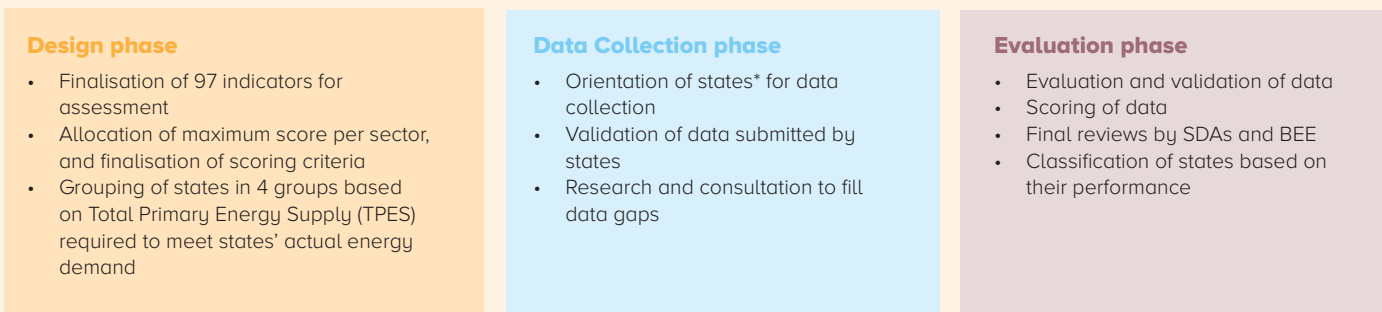 Design phase
• Finalisation of 97 indicators for
assessment
• Allocation of maximum score per sector,
and finalisation of scoring criteria
• Grouping of states in 4 groups based
on Total Primary Energy Supply (TPES)
required to meet states’ actual energy
demand
Data Collection phase
• Orientation of states* for data
collection
• Validation of data submitted by
states
• Research and consultation to fill
data gaps
Evaluation phase
• Evaluation and validation of data
• Scoring of data
• Final reviews by SDAs and BEE
• Classification of states based on
their performance